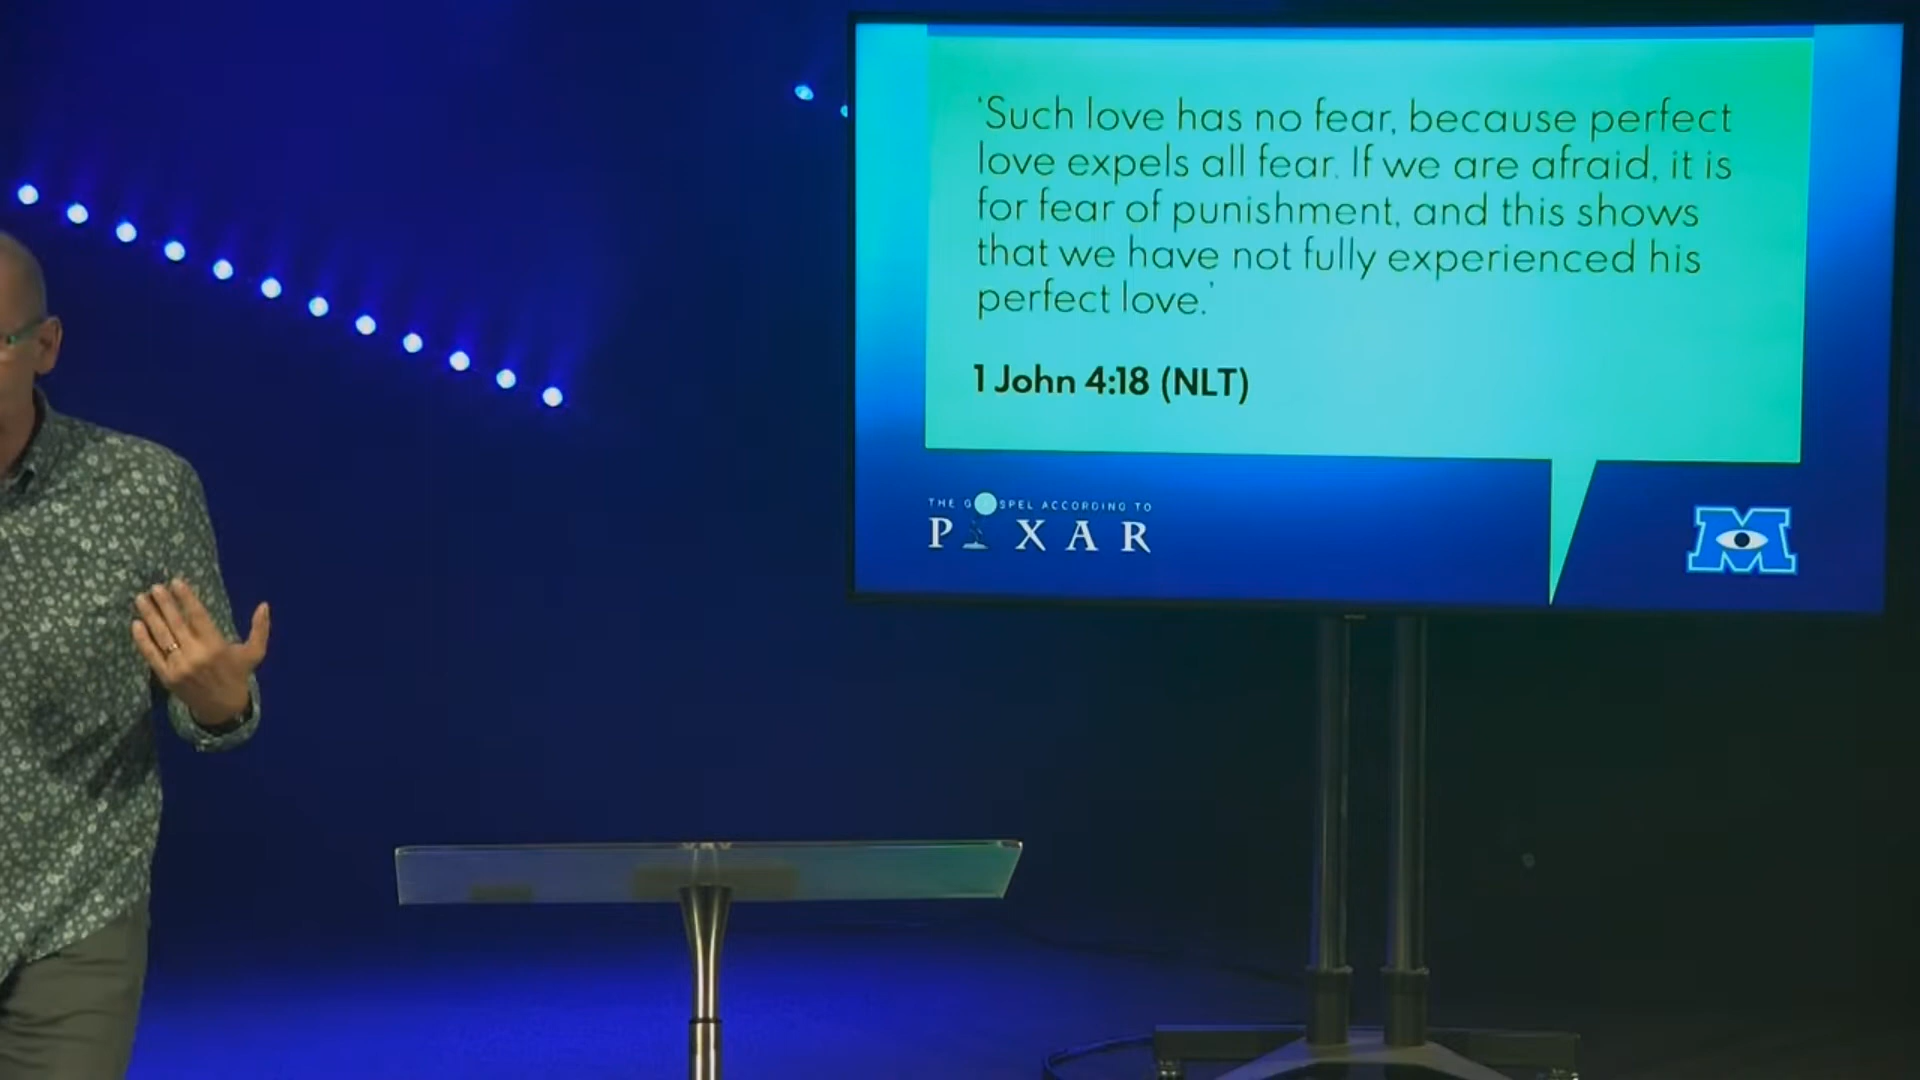 'Such love has no fear, because perfect
love expels all fear. If we are afraid, it is
for fear of punishment, and this shows
that we have not fully experienced his
perfect love.'
1 John 4:18 (NLT)
THE GOSPEL ACCORDING TO
PIXAR
M